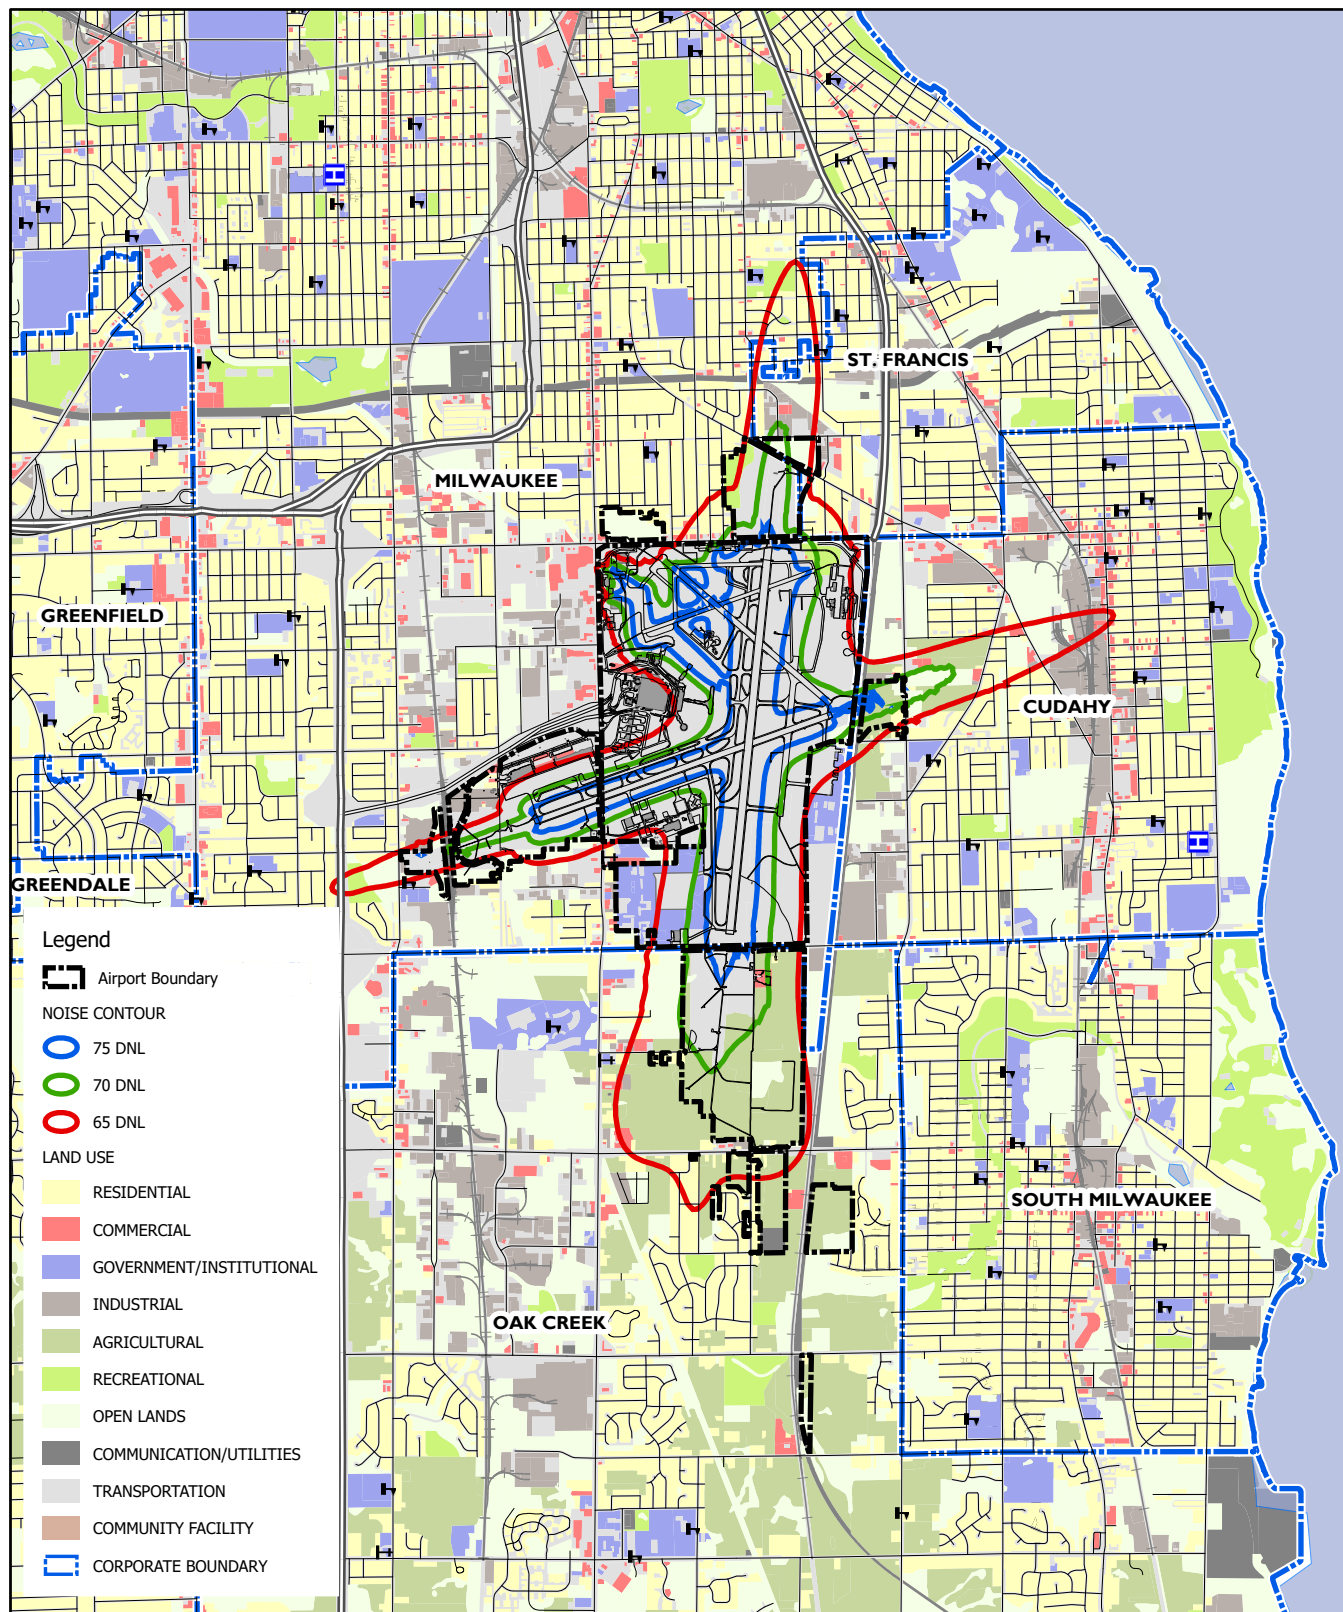 ST. FRANCIS
MILWAUKEE
GREENFIELD
CUDAHY
GREENDALE
SOUTH MILWAUKEE
OAK CREEK
H
H
Legend
Airport Boundary
NOISE CONTOUR
75 DNL
70 DNL
65 DNL
LAND USE
RESIDENTIAL
COMMERCIAL
GOVERNMENT/INSTITUTIONAL
INDUSTRIAL
AGRICULTURAL
RECREATIONAL
OPEN LANDS
COMMUNICATION/UTILITIES
TRANSPORTATION
COMMUNITY FACILITY
CORPORATE BOUNDARY